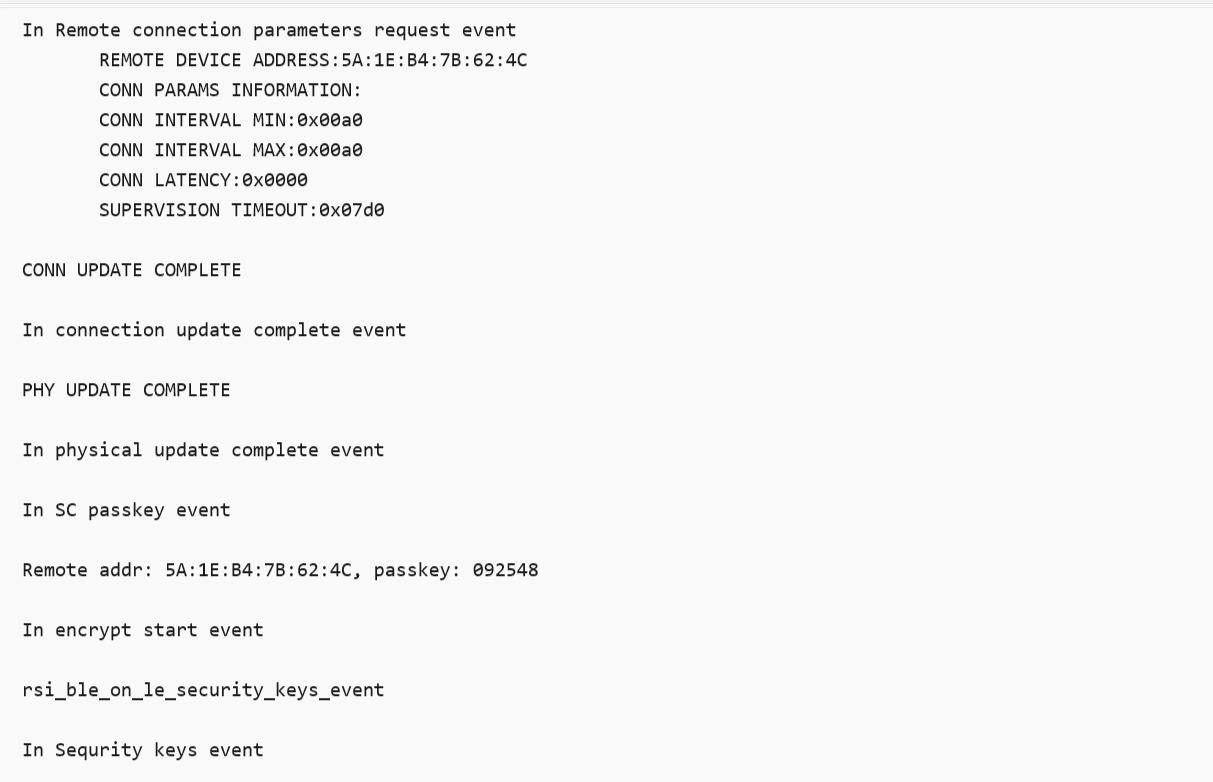 In Remote connection parameters request event
REMOTE DEVICE ADDRESS:5A:1E:B4:7B:62:4C
CONN PARAMS INFORMATION:
CONN INTERVAL MIN:0x00a0
CONN INTERVAL MAX:0x00a0
CONN LATENCY:0x0000
SUPERVISION TIMEOUT:0x07d0
CONN UPDATE COMPLETE
In connection update complete event
PHY UPDATE COMPLETE
In physical update complete event
In SC passkey event
Remote addr: 5A:1E:B4:7B:62:4C, passkey: 092548
In encrypt start event
rsi_ble_on_le_security_keys_event
In Sequrity keys event